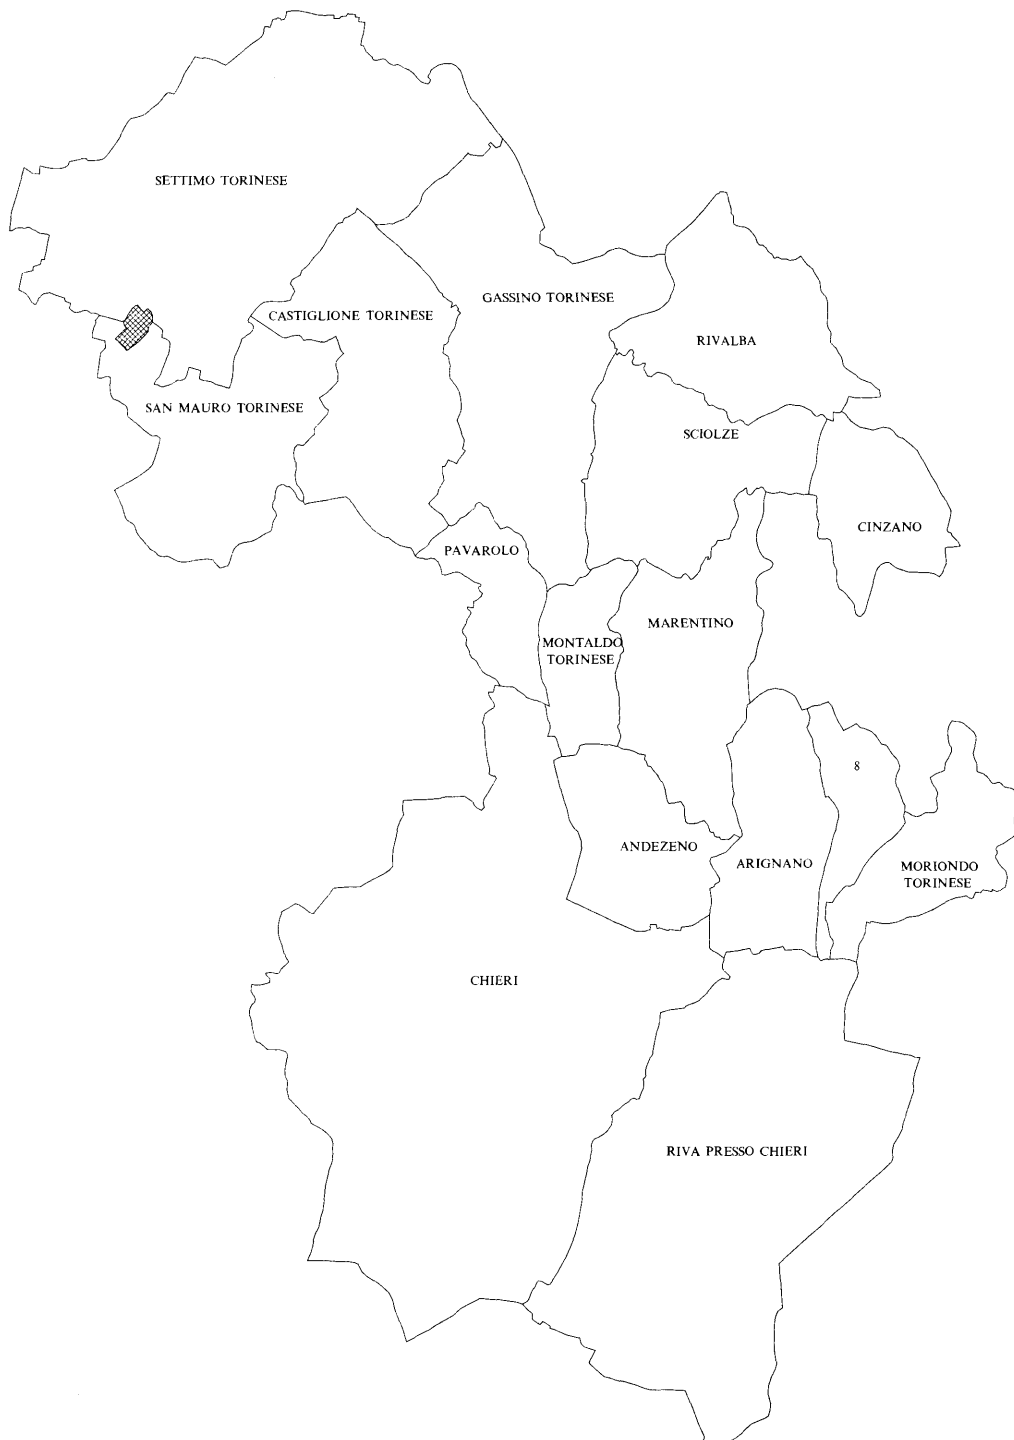 SETTIMO TORINESE
GASSINO TORINESE
CASTIGLIONE TORINESE
RIVALBA
SAN MAURO TORINESE
SCIOLZE
CINZANO
PAVAROLO
MARENTINO
MONTALDO
TORINESE
8
ANDEZENO
ARIGNANO
MORIONDO
TORINESE
CHIERI
RIVA PRESSO CHIERI